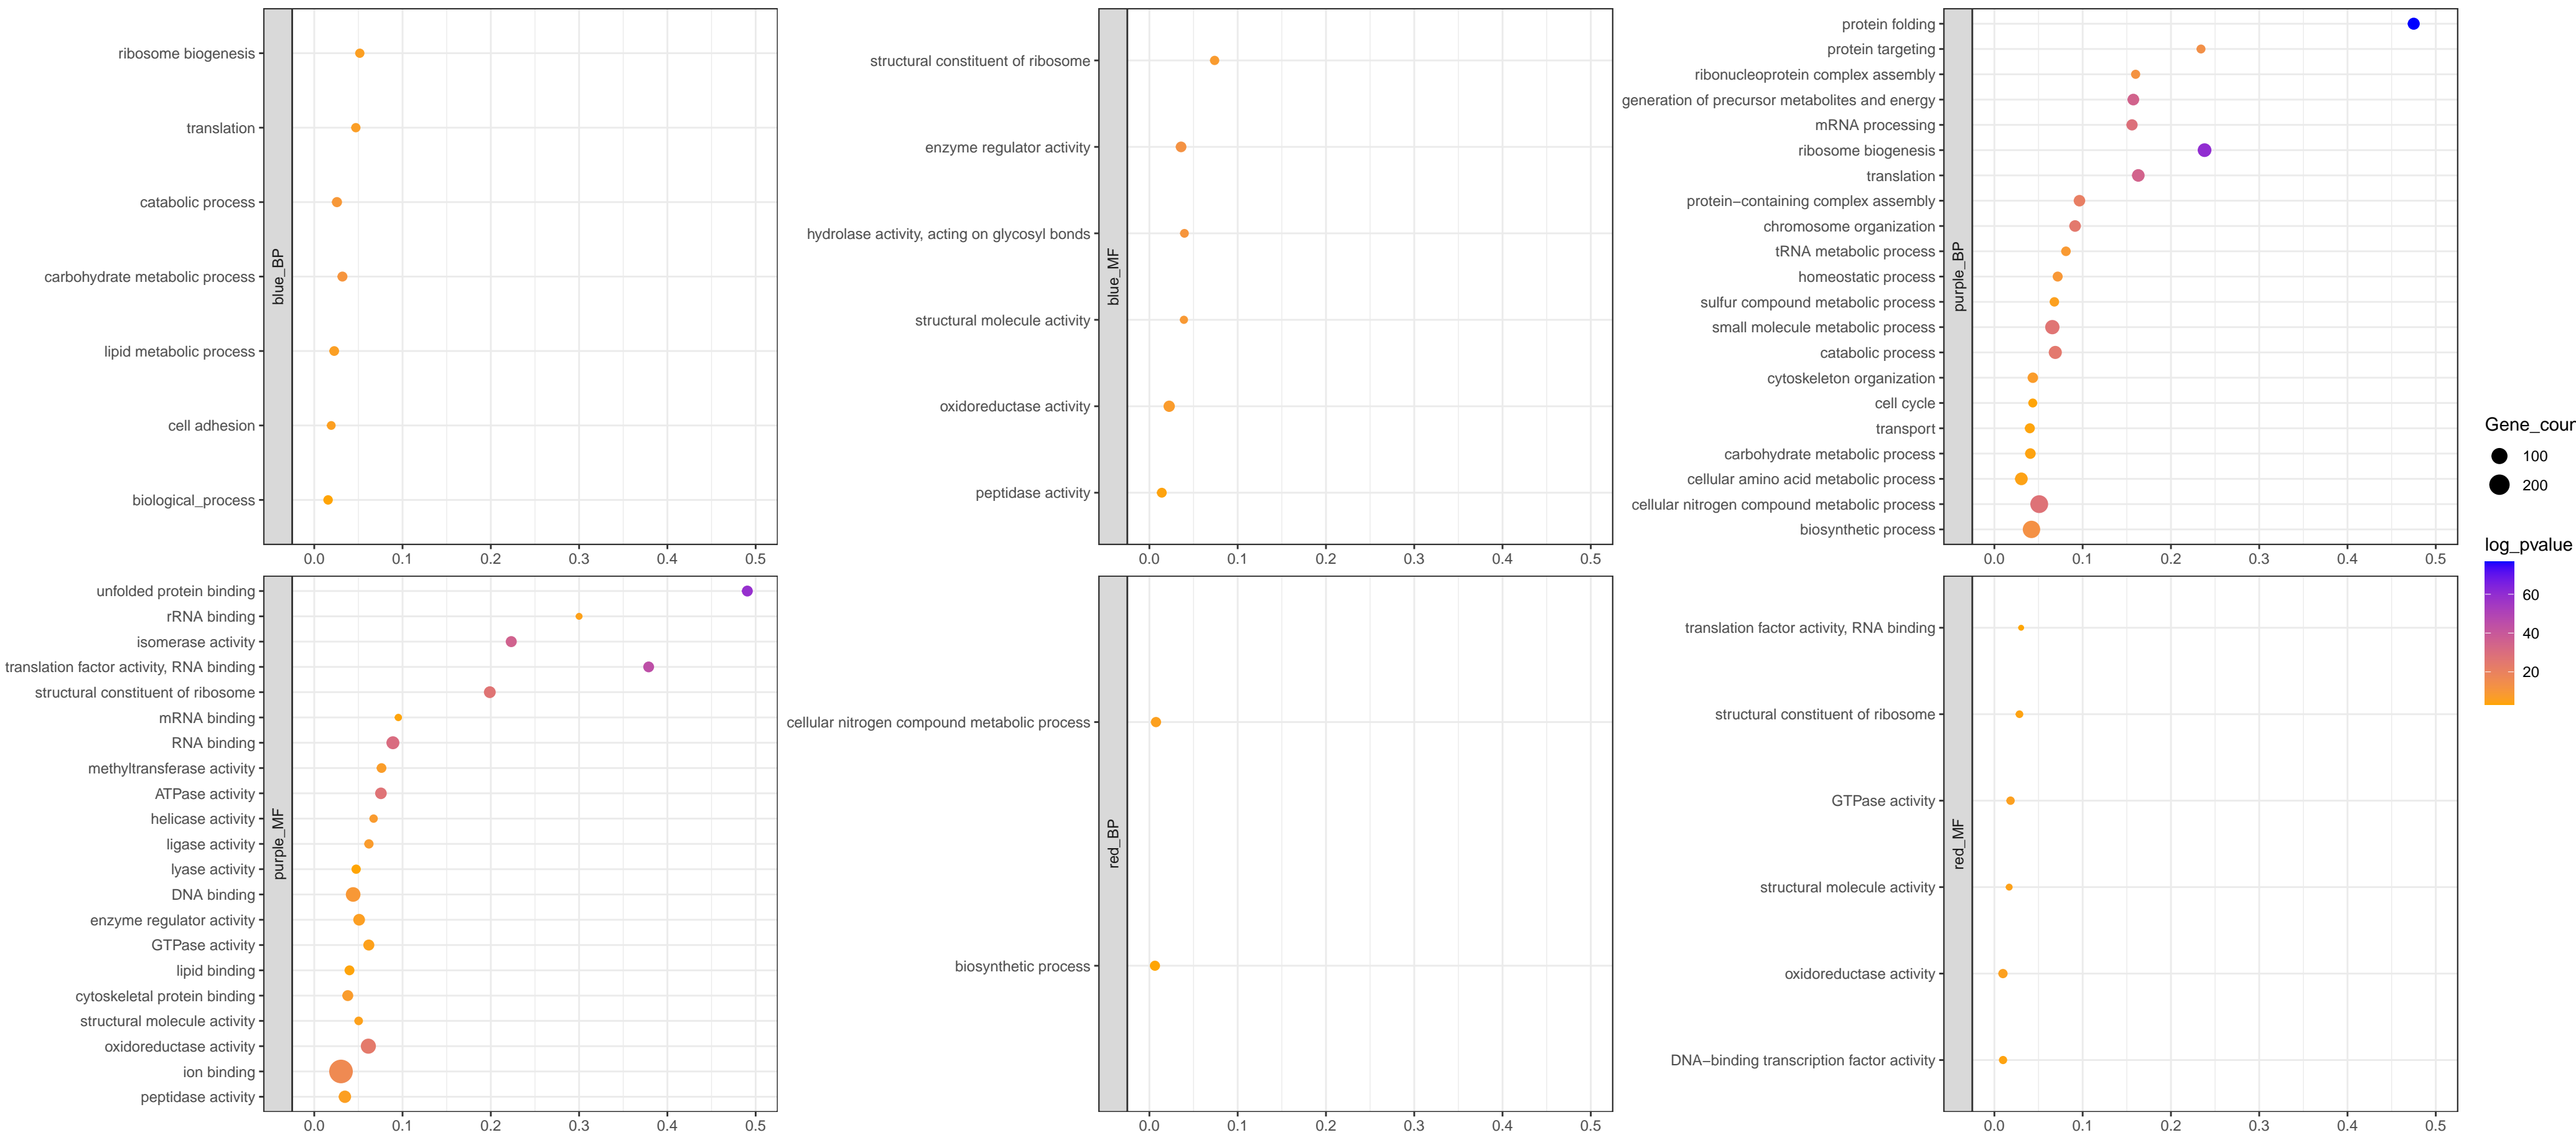 ribosome biogenesis
translation
catabolic process
carbohydrate metabolic process
lipid metabolic process
cell adhesion
biological_process
blue_BP
0.0 0.1 0.2 0.3 0.4 0.5
structural constituent of ribosome
enzyme regulator activity
hydrolase activity, acting on glycosyl bonds
structural molecule activity
oxidoreductase activity
peptidase activity
blue_MF
0.0 0.1 0.2 0.3 0.4 0.5
protein folding
protein targeting
ribonucleoprotein complex assembly
generation of precursor metabolites and energy
mRNA processing
ribosome biogenesis
translation
protein−containing complex assembly
chromosome organization
tRNA metabolic process
homeostatic process
sulfur compound metabolic process
small molecule metabolic process
catabolic process
cytoskeleton organization
cell cycle
transport
carbohydrate metabolic process
cellular amino acid metabolic process
cellular nitrogen compound metabolic process
biosynthetic process
purple_BP
0.0 0.1 0.2 0.3 0.4 0.5
unfolded protein binding
rRNA binding
isomerase activity
translation factor activity, RNA binding
structural constituent of ribosome
mRNA binding
RNA binding
methyltransferase activity
ATPase activity
helicase activity
ligase activity
lyase activity
DNA binding
enzyme regulator activity
GTPase activity
lipid binding
cytoskeletal protein binding
structural molecule activity
oxidoreductase activity
ion binding
peptidase activity
purple_MF
0.0 0.1 0.2 0.3 0.4 0.5
cellular nitrogen compound metabolic process
biosynthetic process
red_BP
0.0 0.1 0.2 0.3 0.4 0.5
translation factor activity, RNA binding
structural constituent of ribosome
GTPase activity
structural molecule activity
oxidoreductase activity
DNA−binding transcription factor activity
red_MF
0.0 0.1 0.2 0.3 0.4 0.5
Gene_coun
100
200
log_pvalue
60
40
20